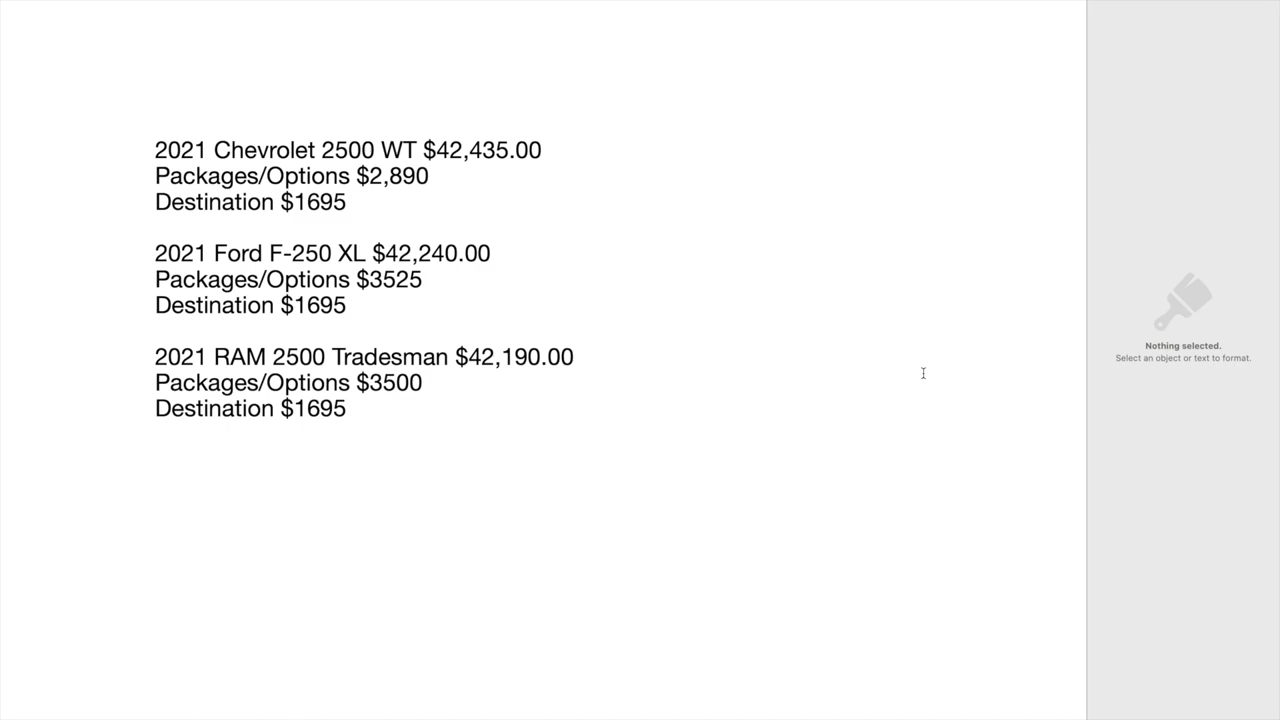 2021 Chevrolet 2500 WT $42,435.00
Packages/Options $2,890
Destination $1695
2021 Ford F-250 XL $42,240.00
Packages/Options $3525
Destination $1695
2021 RAM 2500 Tradesman $42,190.00
Packages/Options $3500
Destination $1695
Nothing selected.
Select an object or text to format.